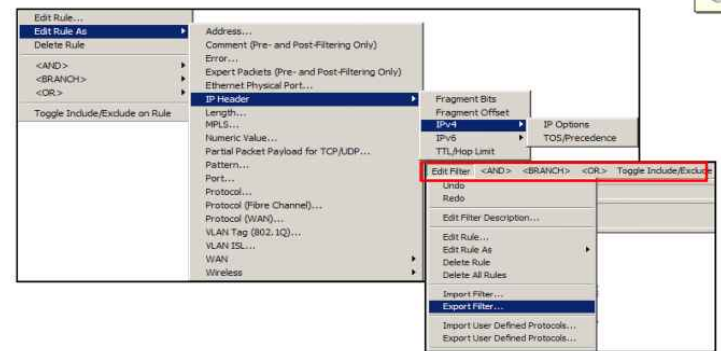 Edit Rule...
Edit Rule As
Delete Rule
<AND>
<BRANCH>
<OR>
Toggle Include/Exclude on Rule
Address...
Comment (Pre- and Post-Filtering Only)
Error...
Expert Packets (Pre- and Post-Filtering Only)
Ethernet Physical Port...
IP Header
Length...
MPLS...
Numeric Value...
Partial Packet Payload for TCP/UDP...
Pattern...
Port...
Protocol...
Protocol (Fibre Channel)...
Protocol (WAN)...
VLAN Tag (802.1Q)...
VLAN ISL...
WAN
Wireless
Fragment Bits
Fragment Offset
IPv4
IPv6
TTL/Hop Limit
IP Options
TOS/Precedence
Edit Filter <AND> <BRANCH> <OR> Toggle Include/Exclude
Undo
Redo
Edit Filter Description...
Edit Rule...
Edit Rule As
Delete Rule
Delete All Rules
Import Filter...
Export Filter...
Import User Defined Protocols...
Export User Defined Protocols...